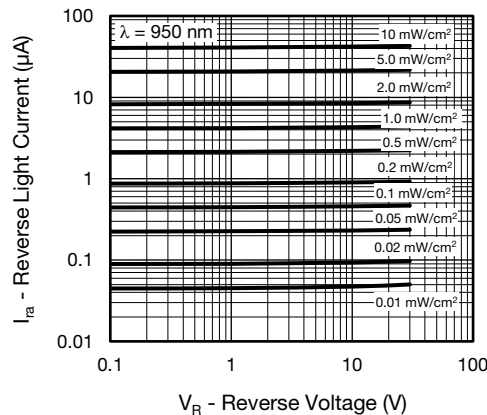 100
λ = 950 nm
10 mW/cm²
5.0 mW/cm²
10
2.0 mW/cm²
1.0 mW/cm²
0.5 mW/cm²
1
0.2 mW/cm²
0.1 mW/cm²
0.05 mW/cm²
0.1
0.02 mW/cm²
0.01 mW/cm²
0.01
0.1
1
10
100
I_ra - Reverse Light Current (μA)
V_R - Reverse Voltage (V)